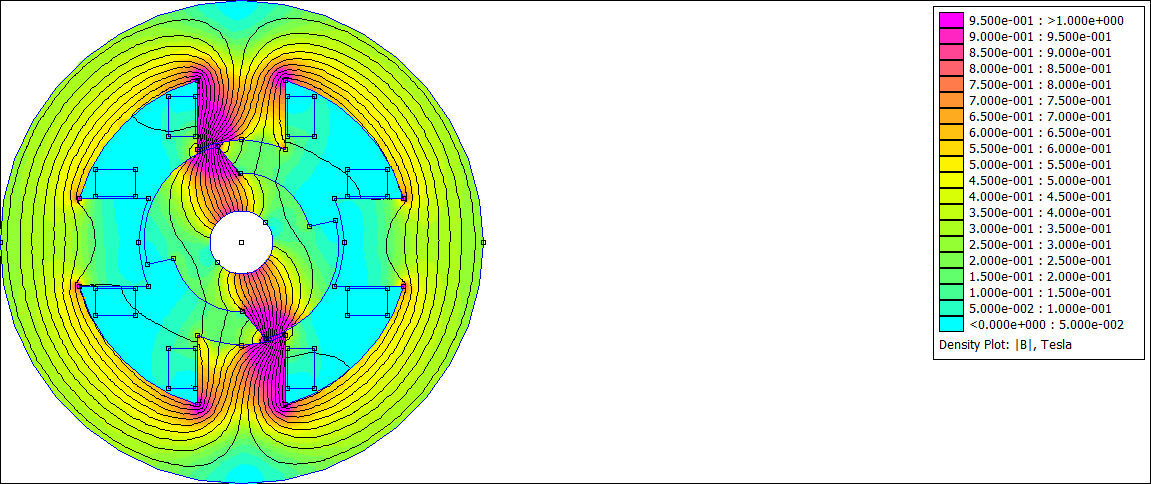 9.500e-001 : >1.000e+000
9.000e-001 : 9.500e-001
8.500e-001 : 9.000e-001
8.000e-001 : 8.500e-001
7.500e-001 : 8.000e-001
7.000e-001 : 7.500e-001
6.500e-001 : 7.000e-001
6.000e-001 : 6.500e-001
5.500e-001 : 6.000e-001
5.000e-001 : 5.500e-001
4.500e-001 : 5.000e-001
4.000e-001 : 4.500e-001
3.500e-001 : 4.000e-001
3.000e-001 : 3.500e-001
2.500e-001 : 3.000e-001
2.000e-001 : 2.500e-001
1.500e-001 : 2.000e-001
1.000e-001 : 1.500e-001
5.000e-002 : 1.000e-001
<0.000e+000 : 5.000e-002
Density Plot: |B|, Tesla